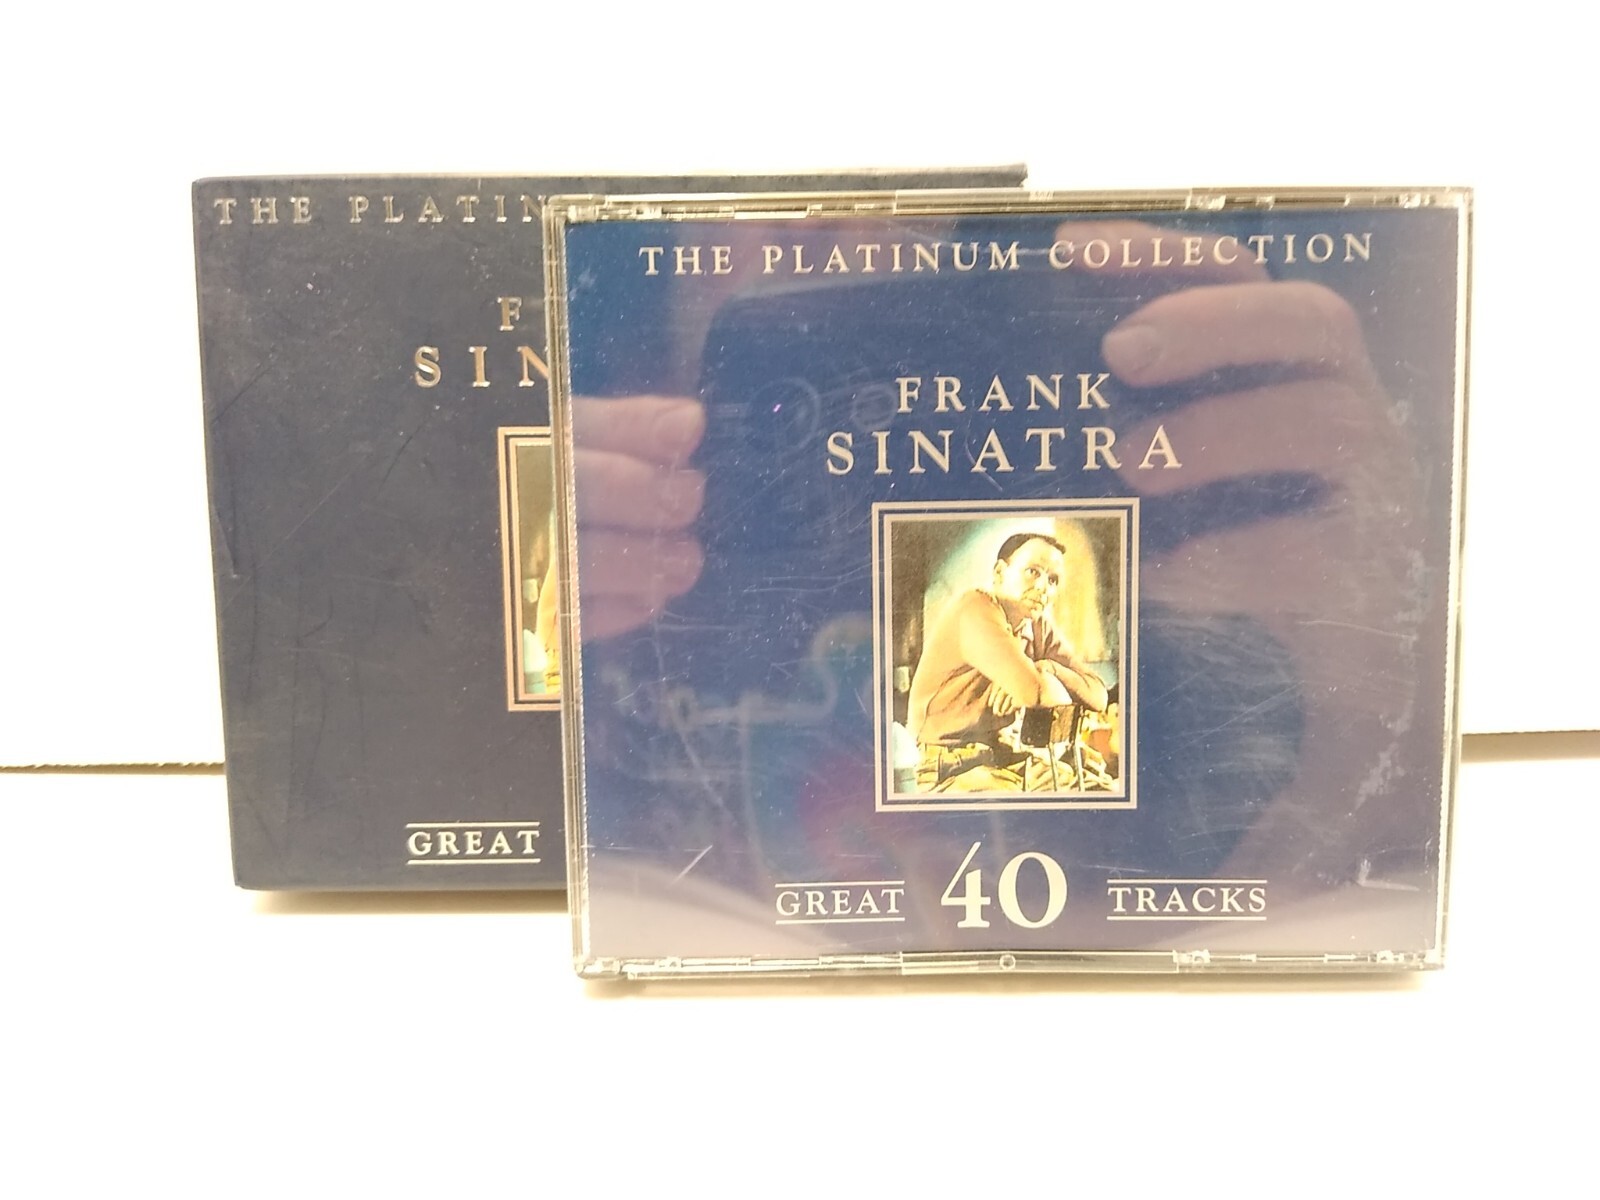 THE PLATIN
F
SIN
GREAT
THE PLATINUM COLLECTION
FRANK
SINATRA
GREAT 40 TRACKS